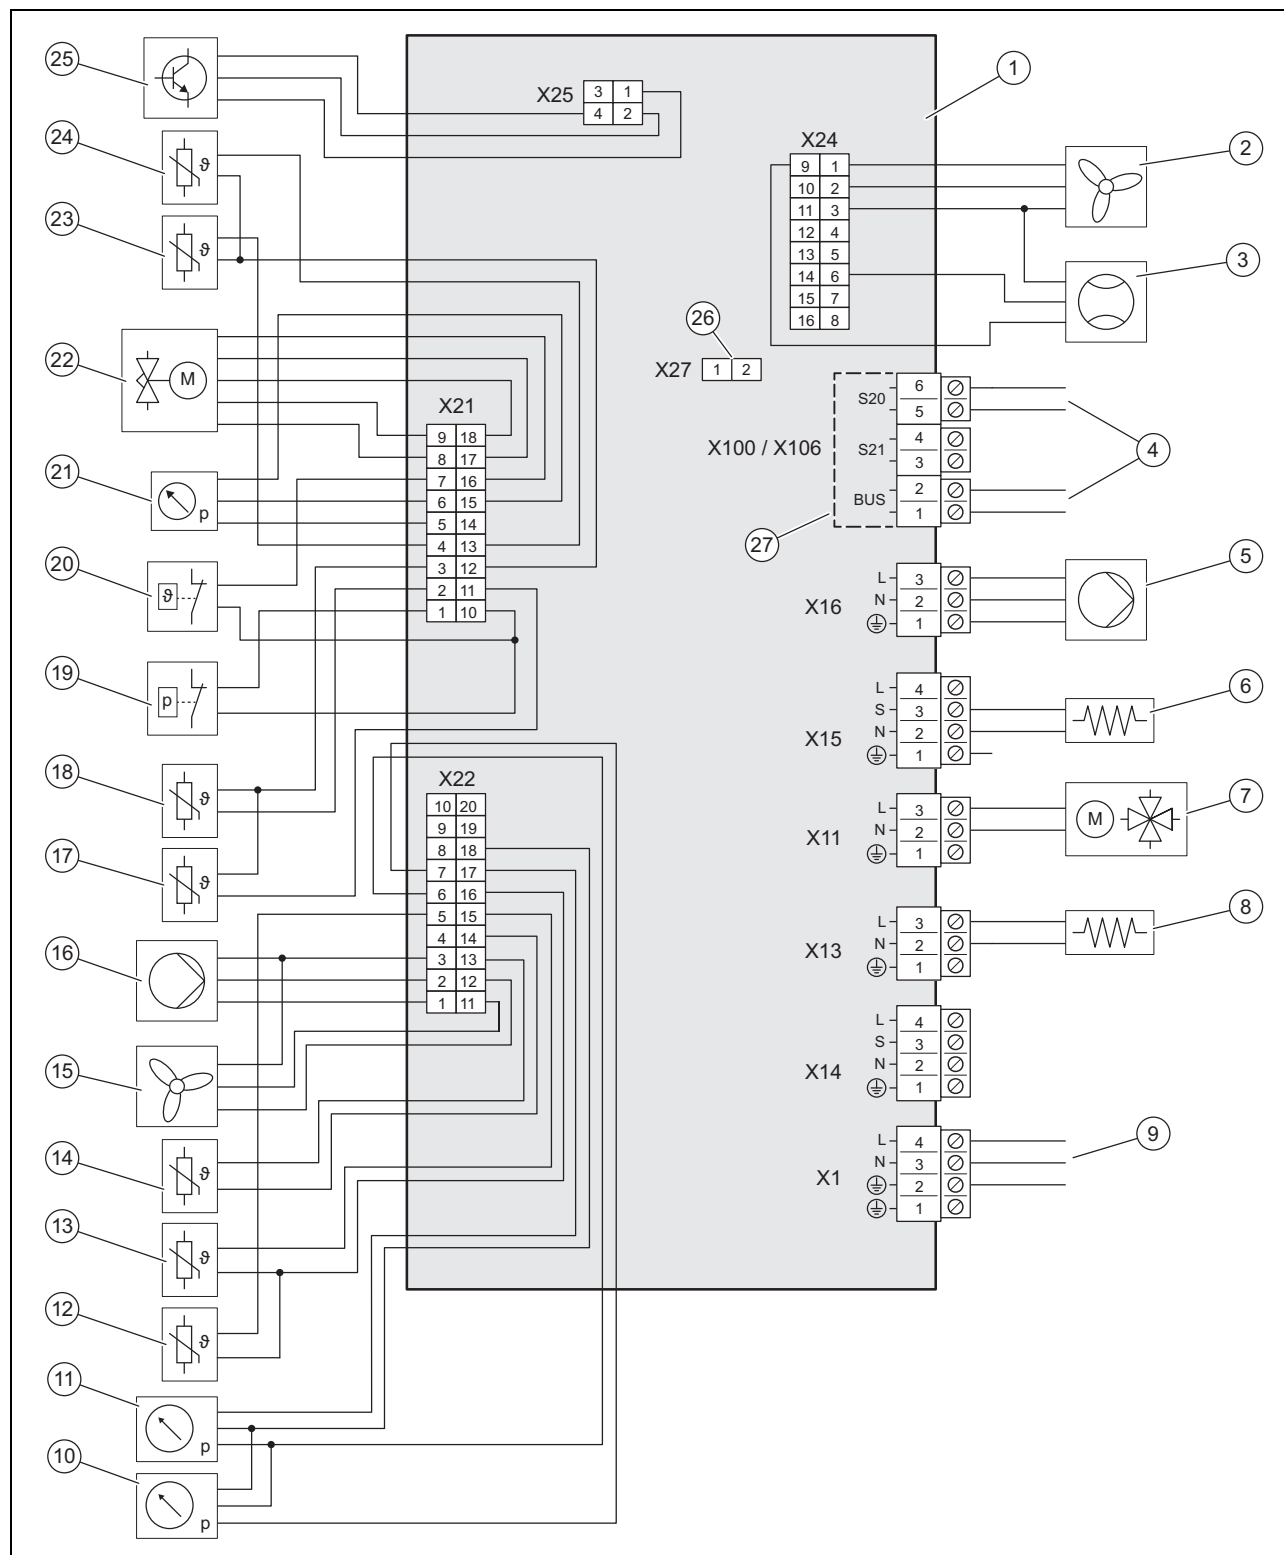 25
24
23
22
21
20
19
18
17
16
15
14
13
12
11
10
ϑ
ϑ
M
p
ϑ
p
ϑ
ϑ
ϑ
ϑ
ϑ
p
p
X25
3 1
4 2
X24
9 1
10 2
11 3
12 4
13 5
14 6
15 7
16 8
26
X27 1 2
X21
9 18
8 17
7 16
6 15
5 14
4 13
3 12
2 11
1 10
X22
10 20
9 19
8 18
7 17
6 16
5 15
4 14
3 13
2 12
1 11
X100 / X106
S20
6
5
S21
4
3
BUS
2
1
27
X16
L 3
N 2
1
X15
L 4
S 3
N 2
1
X11
L 3
N 2
1
X13
L 3
N 2
1
X14
L 4
S 3
N 2
1
X1
L 4
N 3
2
1
1
2
3
4
5
6
7
M
8
9